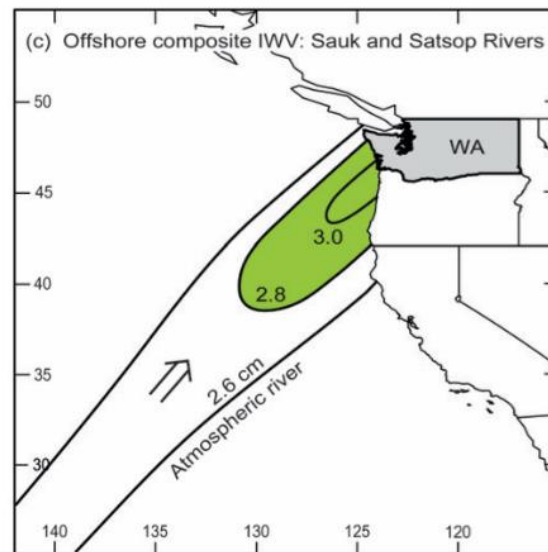 (c) Offshore composite IWV: Sauk and Satsop Rivers
50
WA
45
3.0
40
2.8
35
2.6 cm
Atmospheric river
30
140 135 130 125 120